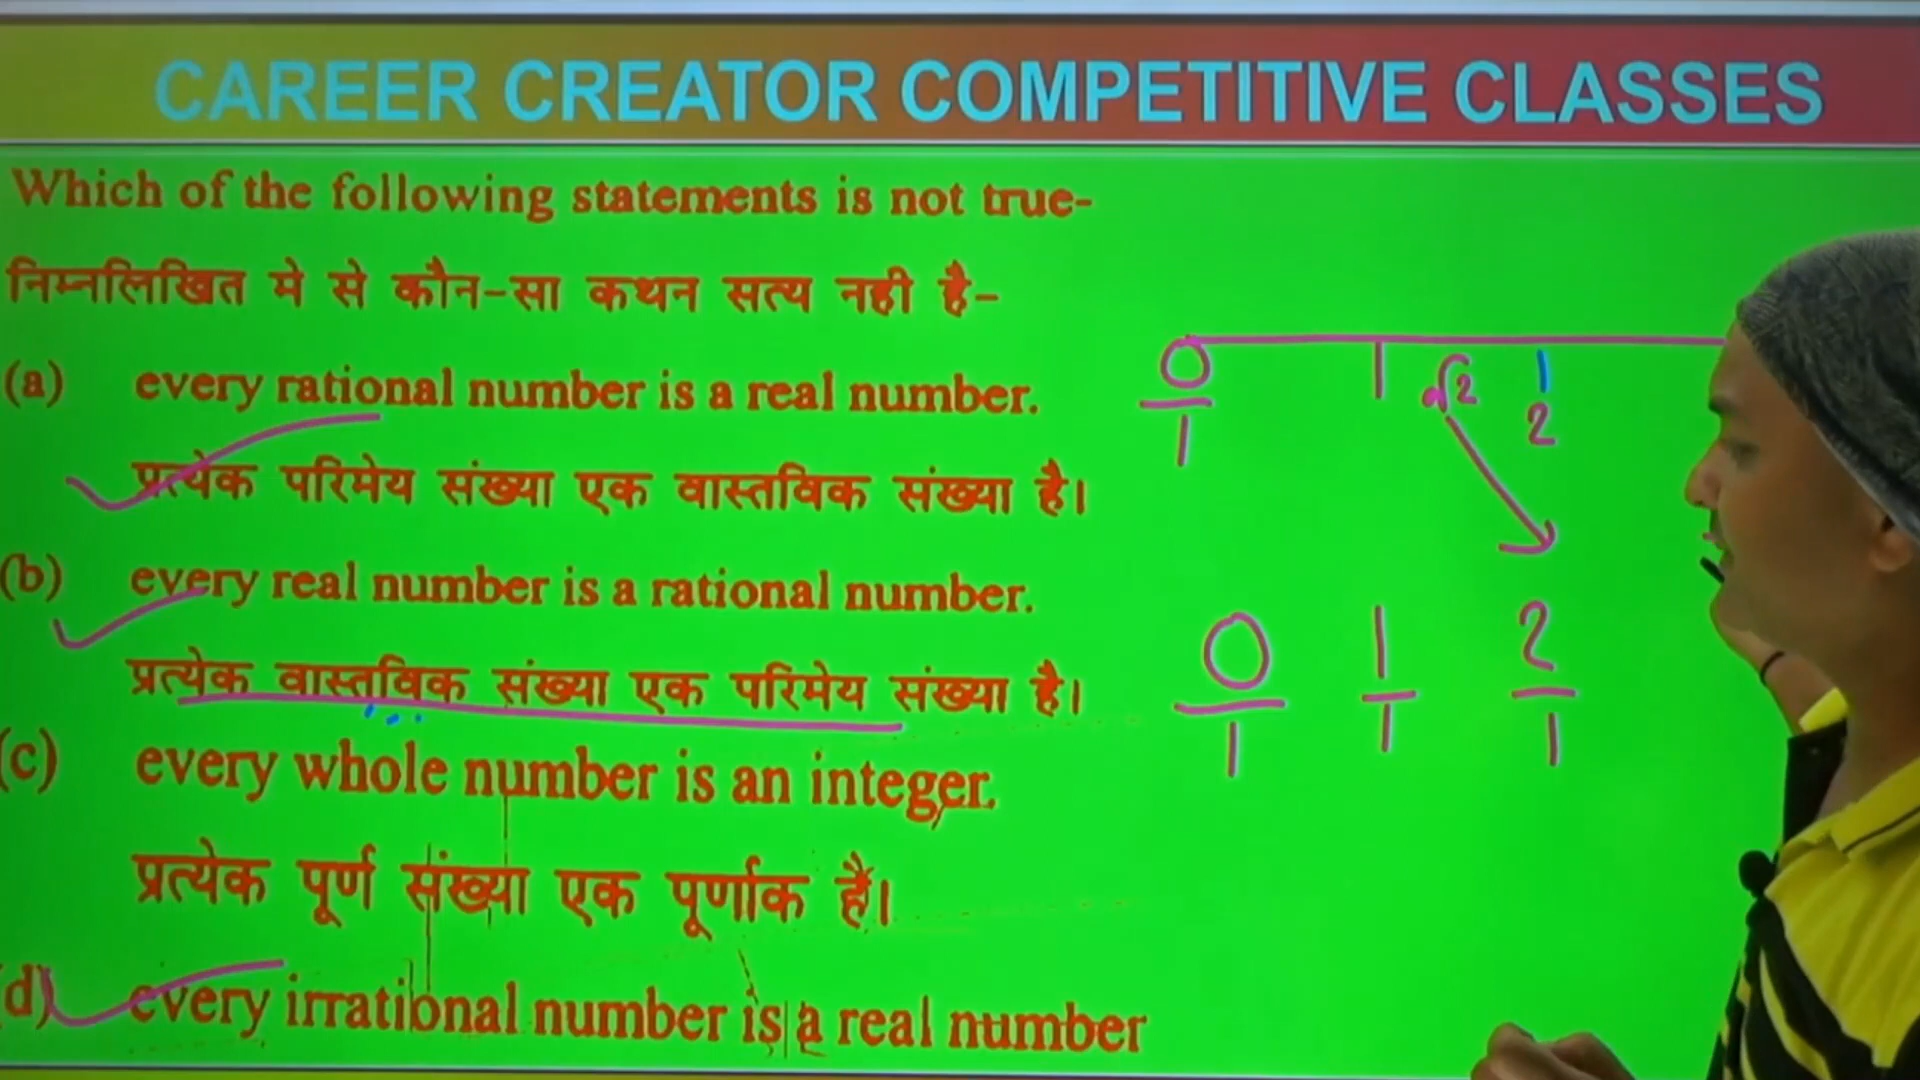 CAREER CREATOR COMPETITIVE CLASSES
Which of the following statements is not true-
निम्नलिखित मे से कौन-सा कथन सत्य नही है-
(a) every rational number is a real number.
प्रत्येक परिमेय संख्या एक वास्तविक संख्या है।
(b) every real number is a rational number.
प्रत्येक वास्तविक संख्या एक परिमेय संख्या है।
(c) every whole number is an integer.
प्रत्येक पूर्ण संख्या एक पूर्णाक हैं।
(d) every irrational number is a real number
0 1 √2 1
1 2
0 1 2
1 1 1